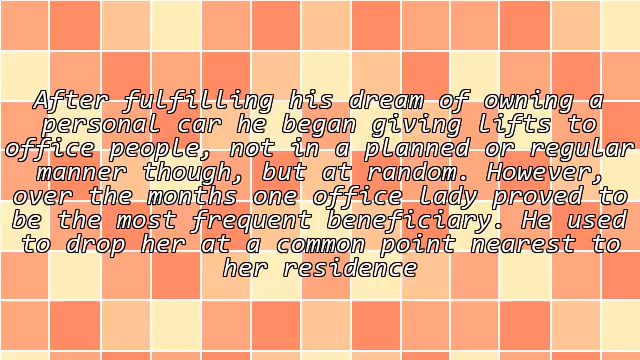 After fulfilling his dream of owning a
personal car he began giving lifts to
office people, not in a planned or regular
manner though, but at random. However,
over the months one office lady proved to
be the most frequent beneficiary. He used
to drop her at a common point nearest to
her residence